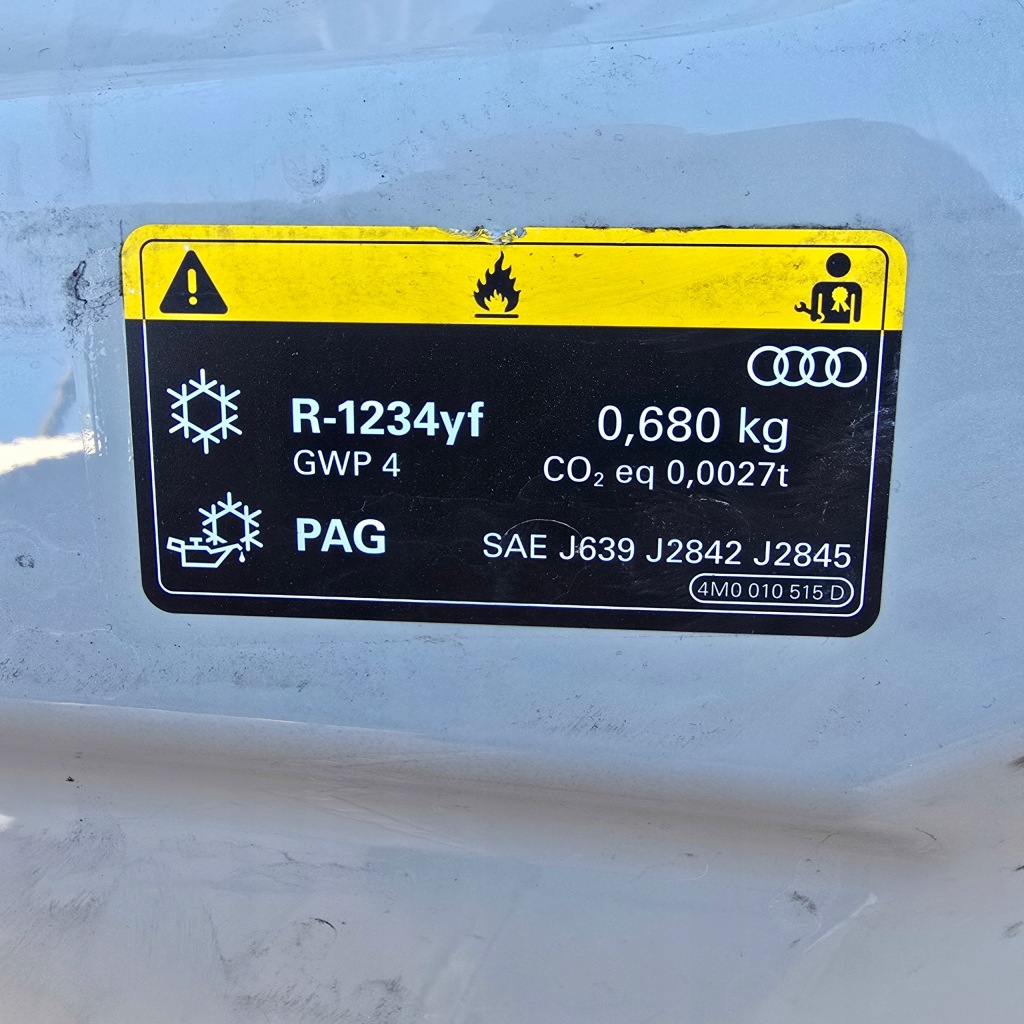 R-1234yf 0,680 kg
GWP 4 CO₂ eq 0,0027t
PAG SAE J639 J2842 J2845
4M0 010 515 D